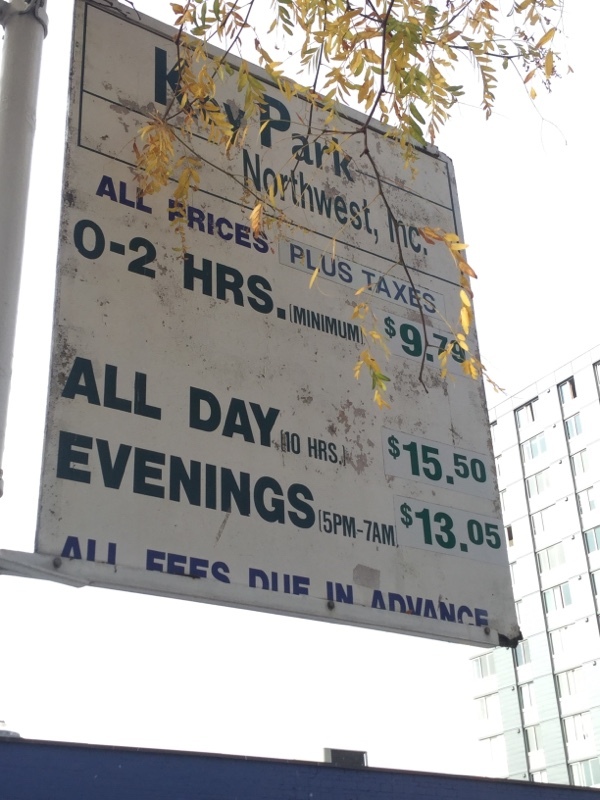 KeyPark
Northwest, Inc.
ALL PRICES PLUS TAXES
0-2 HRS. (MINIMUM) $9.79
ALL DAY (10 HRS.) $15.50
EVENINGS (5PM-7AM) $13.05
ALL FEES DUE IN ADVANCE